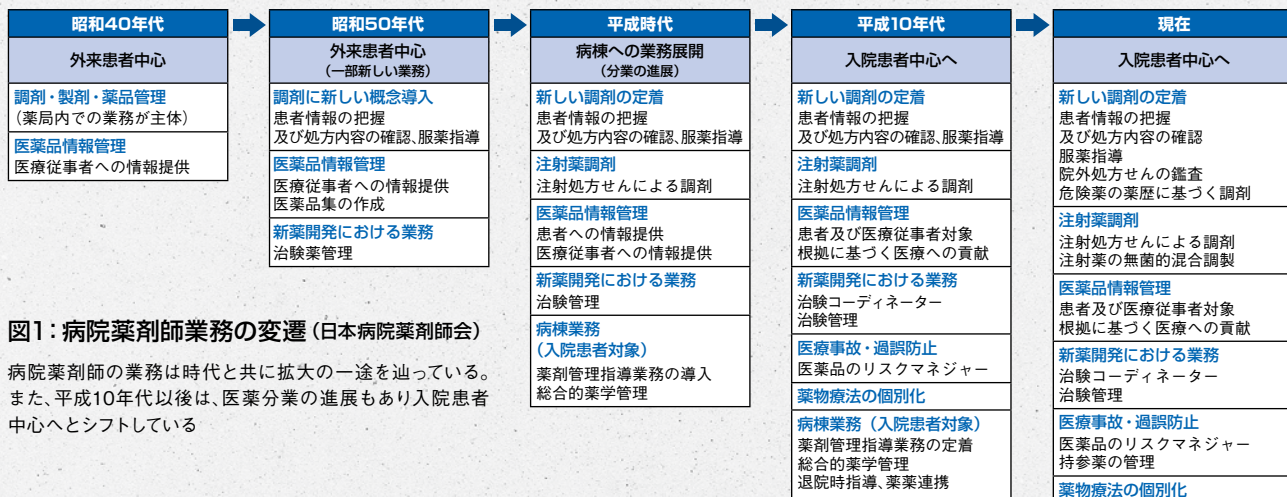 昭和40年代
外来患者中心
調剤・製剤・薬品管理
（薬局内での業務が主体）
医薬品情報管理
医療従事者への情報提供
昭和50年代
外来患者中心
（一部新しい業務）
調剤に新しい概念導入
患者情報の把握
及び処方内容の確認、服薬指導
医薬品情報管理
医療従事者への情報提供
医薬品集の作成
新薬開発における業務
治験薬管理
平成時代
病棟への業務展開
（分業の進展）
新しい調剤の定着
患者情報の把握
及び処方内容の確認、服薬指導
注射薬調剤
注射処方せんによる調剤
医薬品情報管理
患者への情報提供
医療従事者への情報提供
新薬開発における業務
治験管理
病棟業務
（入院患者対象）
薬剤管理指導業務の導入
総合的薬学管理
平成10年代
入院患者中心へ
新しい調剤の定着
患者情報の把握
及び処方内容の確認、服薬指導
注射薬調剤
注射処方せんによる調剤
医薬品情報管理
患者及び医療従事者対象
根拠に基づく医療への貢献
新薬開発における業務
治験コーディネーター
治験管理
医療事故・過誤防止
医薬品のリスクマネジャー
薬物療法の個別化
病棟業務（入院患者対象）
薬剤管理指導業務の定着
総合的薬学管理
退院時指導、薬薬連携
現在
入院患者中心へ
新しい調剤の定着
患者情報の把握
及び処方内容の確認
服薬指導
院外処方せんの鑑査
危険薬の薬歴に基づく調剤
注射薬調剤
注射処方せんによる調剤
注射薬の無菌的混合調製
医薬品情報管理
患者及び医療従事者対象
根拠に基づく医療への貢献
新薬開発における業務
治験コーディネーター
治験管理
医療事故・過誤防止
医薬品のリスクマネジャー
持参薬の管理
薬物療法の個別化
図1：病院薬剤師業務の変遷（日本病院薬剤師会）
病院薬剤師の業務は時代と共に拡大の一途を辿っている。
また、平成10年代以後は、医薬分業の進展もあり入院患者
中心へとシフトしている